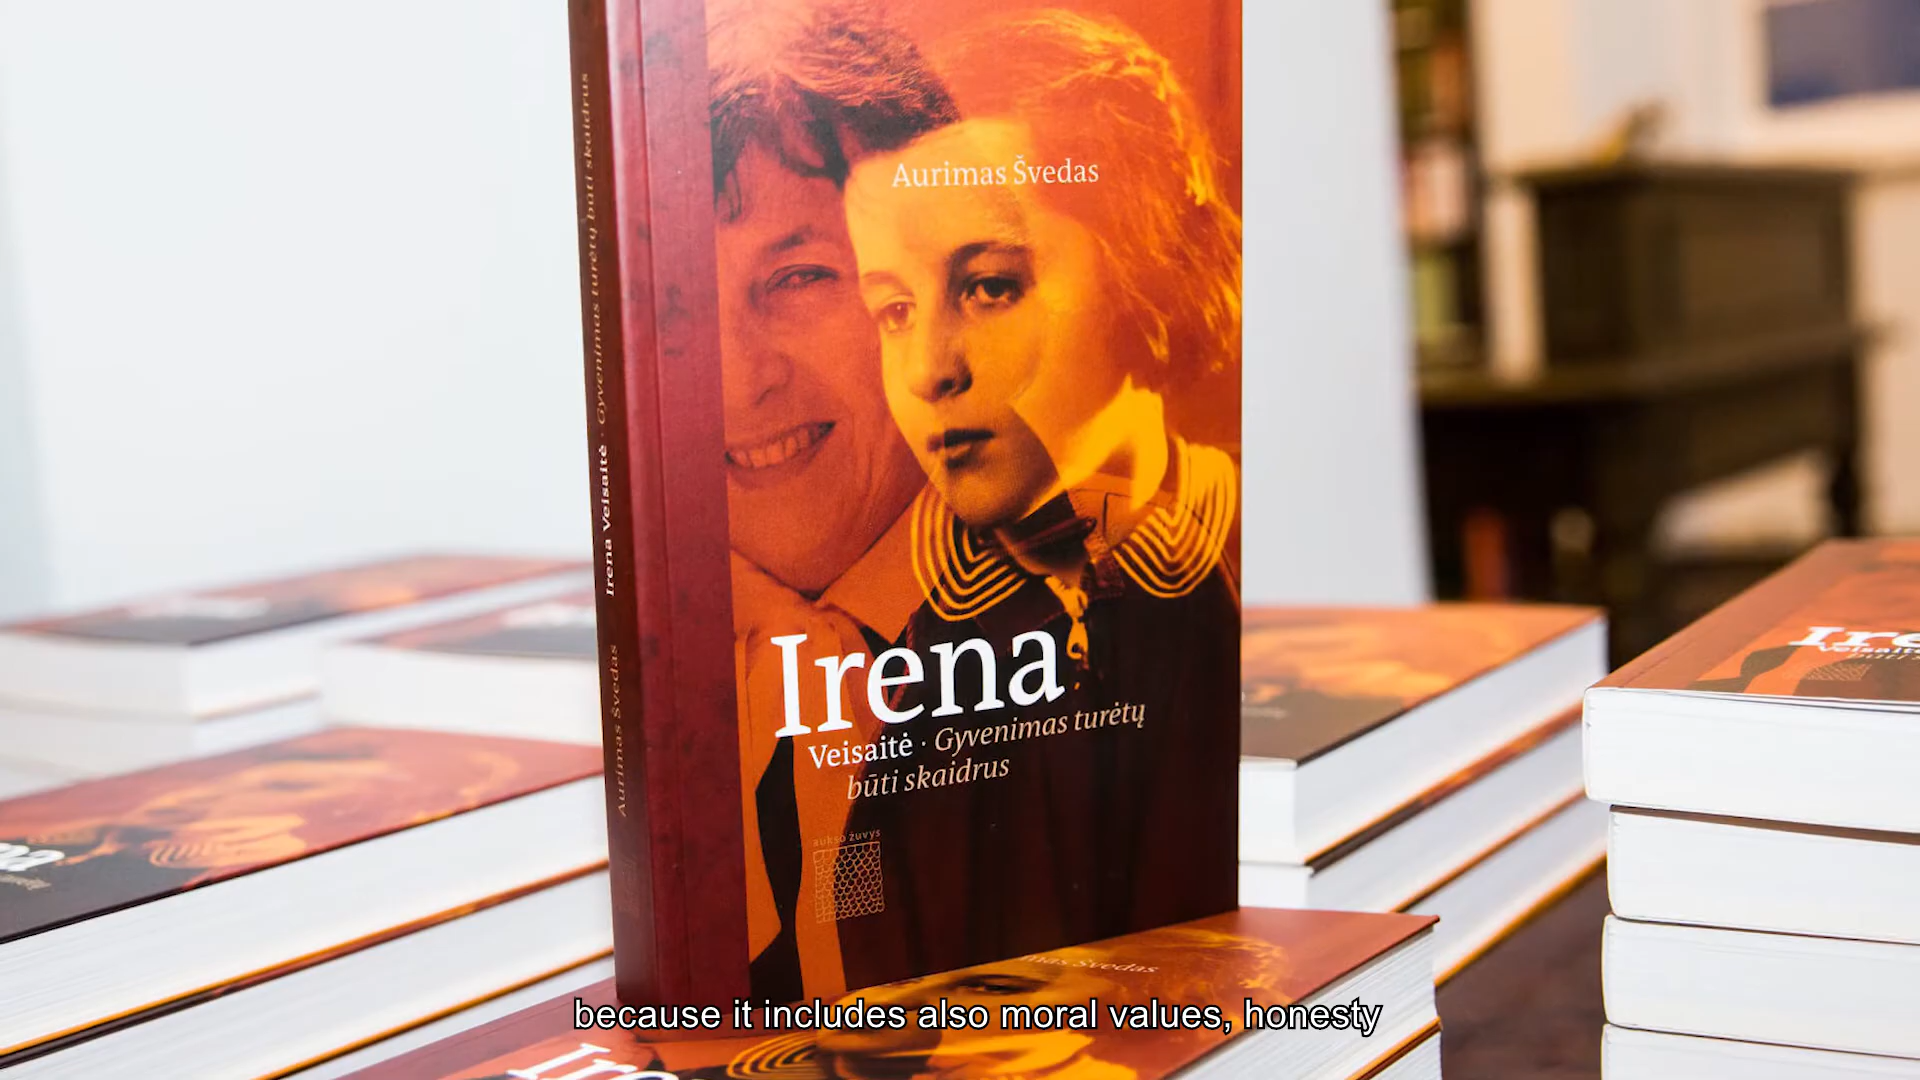 Aurimas Švedas
Irena
Veisaitė · Gyvenimas turėtų
būti skaidrus
aukso žuvys
Aurimas Švedas Irena Veisaitė · Gyvenimas turėtų būti skaidrus
Švedas
because it includes also moral values, honesty